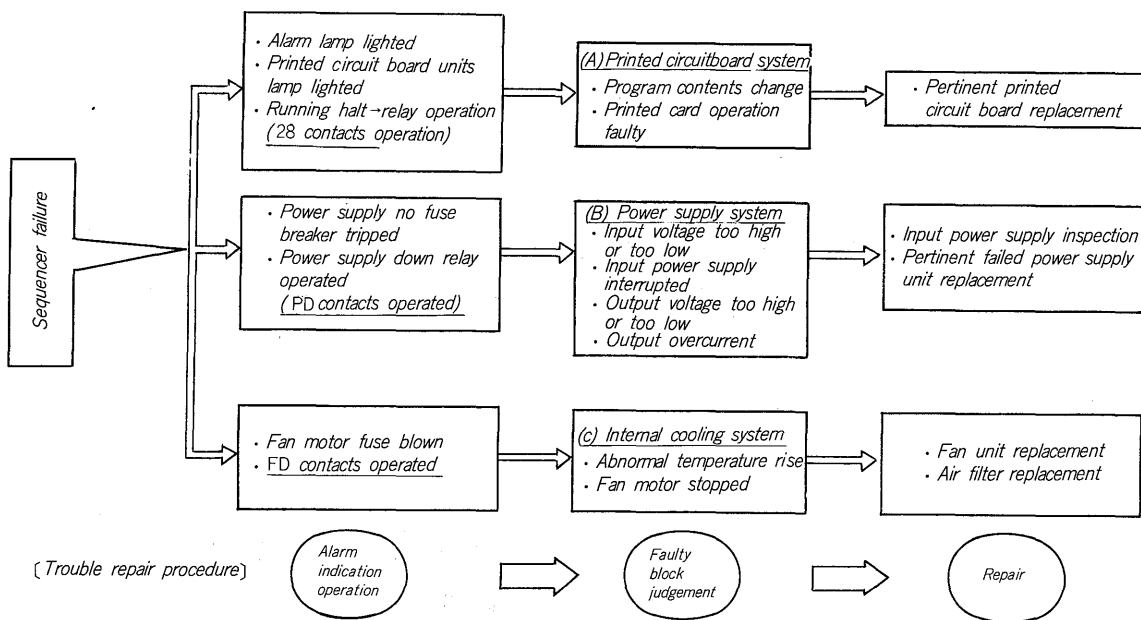 Sequencer failure
· Alarm lamp lighted
· Printed circuit board units
lamp lighted
· Running halt→relay operation
(28 contacts operation)
(A) Printed circuitboard system
· Program contents change
· Printed card operation
faulty
· Pertinent printed
circuit board replacement
· Power supply no fuse
breaker tripped
· Power supply down relay
operated
(PD contacts operated)
(B) Power supply system
· Input voltage too high
or too low
· Input power supply
interrupted
· Output voltage too high
or too low
· Output overcurrent
· Input power supply inspection
· Pertinent failed power supply
unit replacement
· Fan motor fuse blown
· FD contacts operated
(c) Internal cooling system
· Abnormal temperature rise
· Fan motor stopped
· Fan unit replacement
· Air filter replacement
〔Trouble repair procedure〕
Alarm
indication
operation
Faulty
block
judgement
Repair